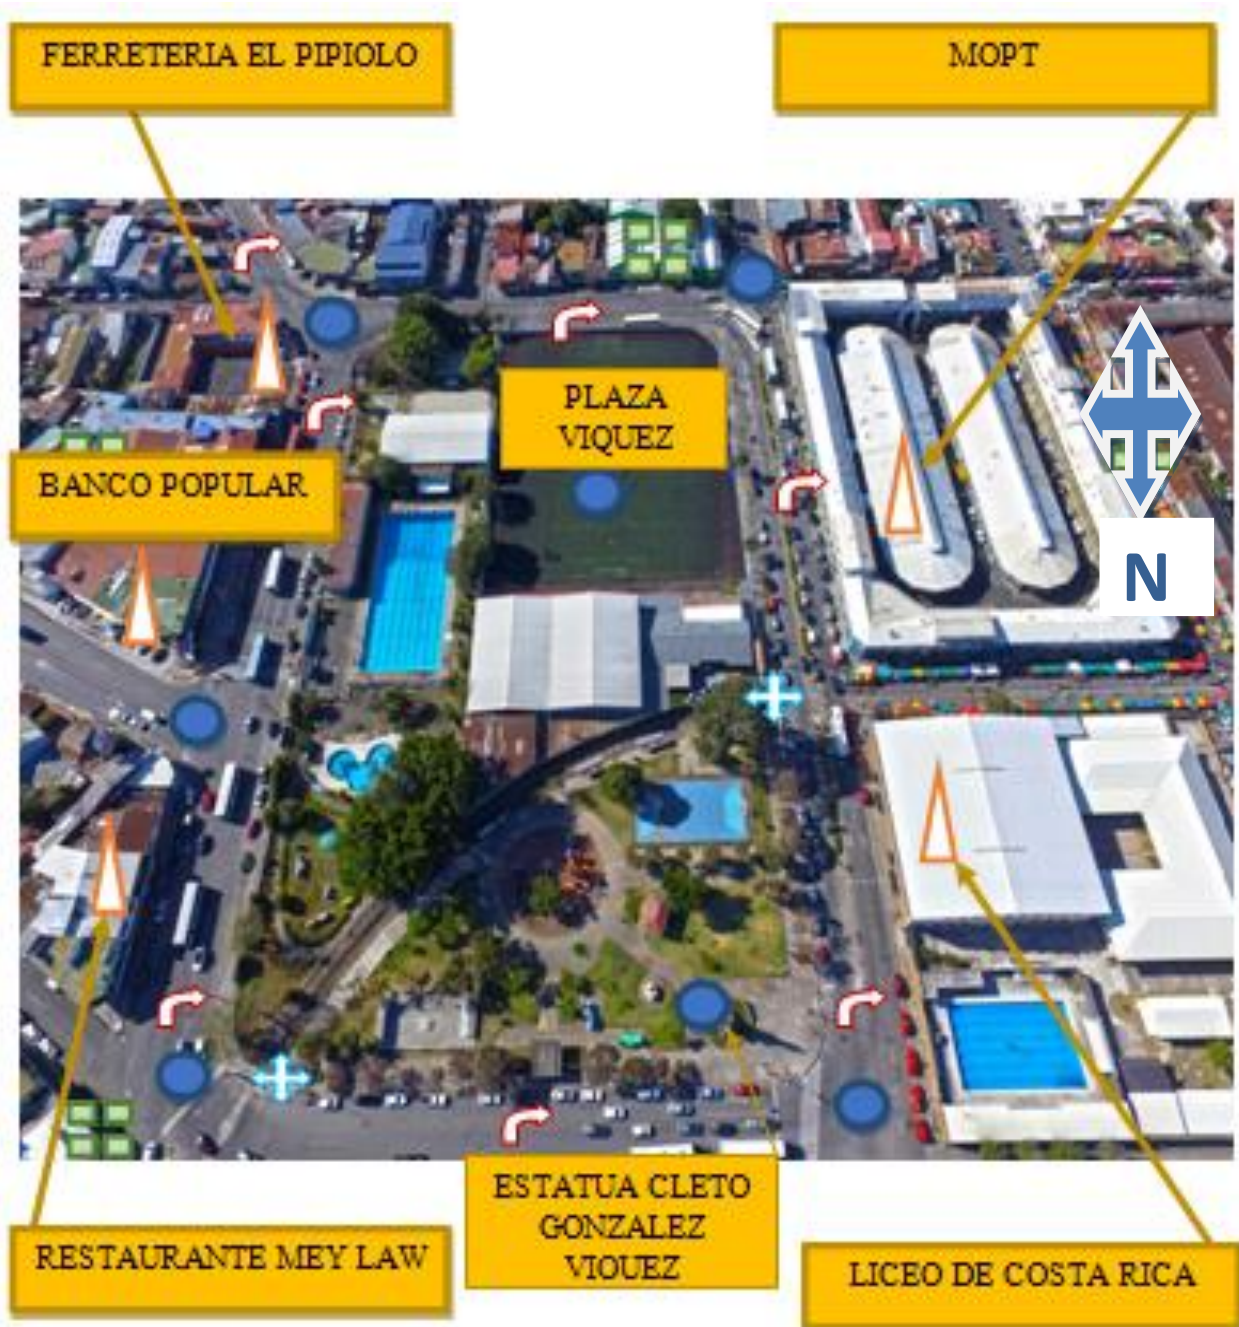 FERRETERIA EL PIPIOLO
MOPT
PLAZA
VIQUEZ
BANCO POPULAR
N
ESTATUA CLETO
GONZALEZ
VIQUEZ
RESTAURANTE MEY LAW
LICEO DE COSTA RICA